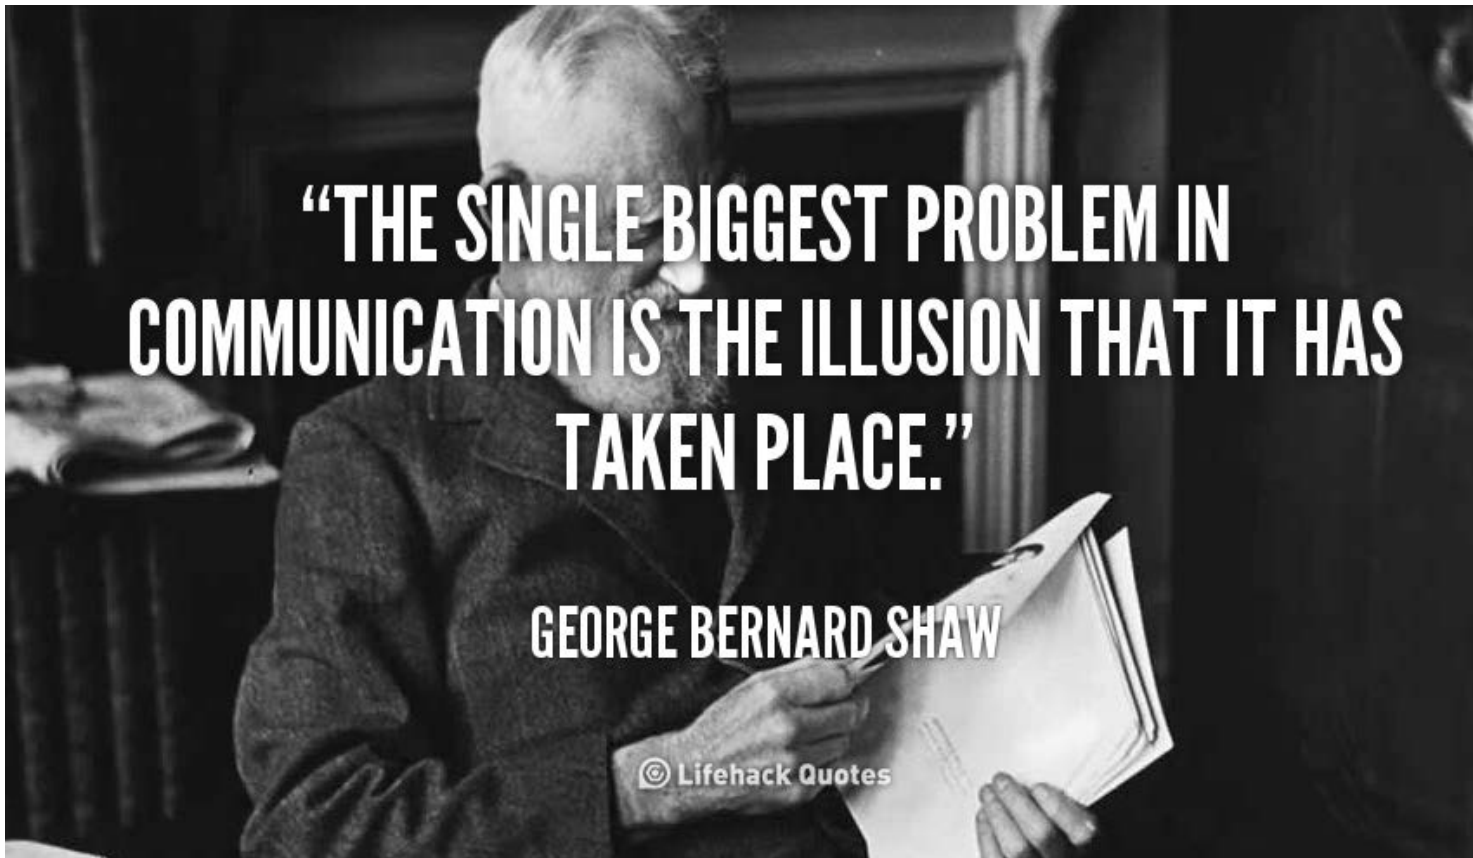 “THE SINGLE BIGGEST PROBLEM IN
COMMUNICATION IS THE ILLUSION THAT IT HAS
TAKEN PLACE.”
GEORGE BERNARD SHAW
Lifehack Quotes